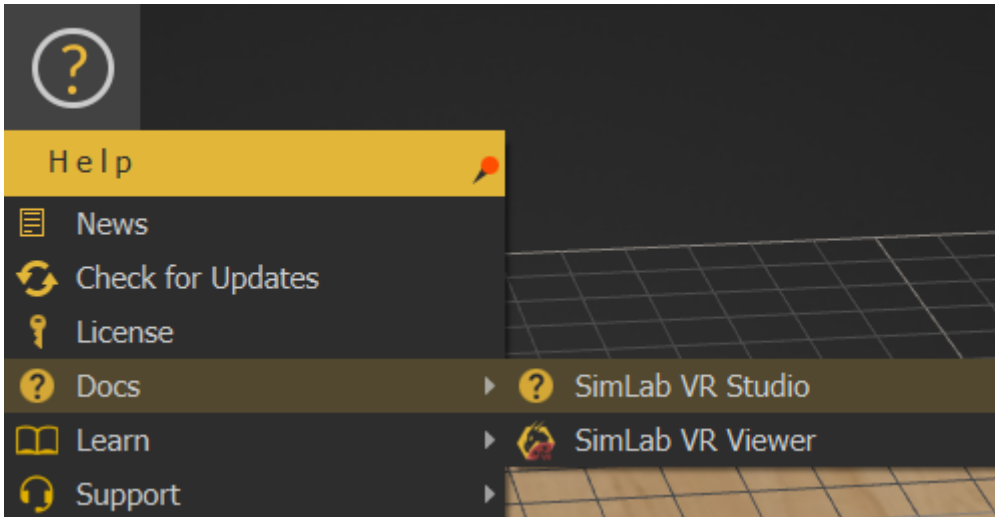 Help
News
Check for Updates
License
Docs
SimLab VR Studio
Learn
SimLab VR Viewer
Support